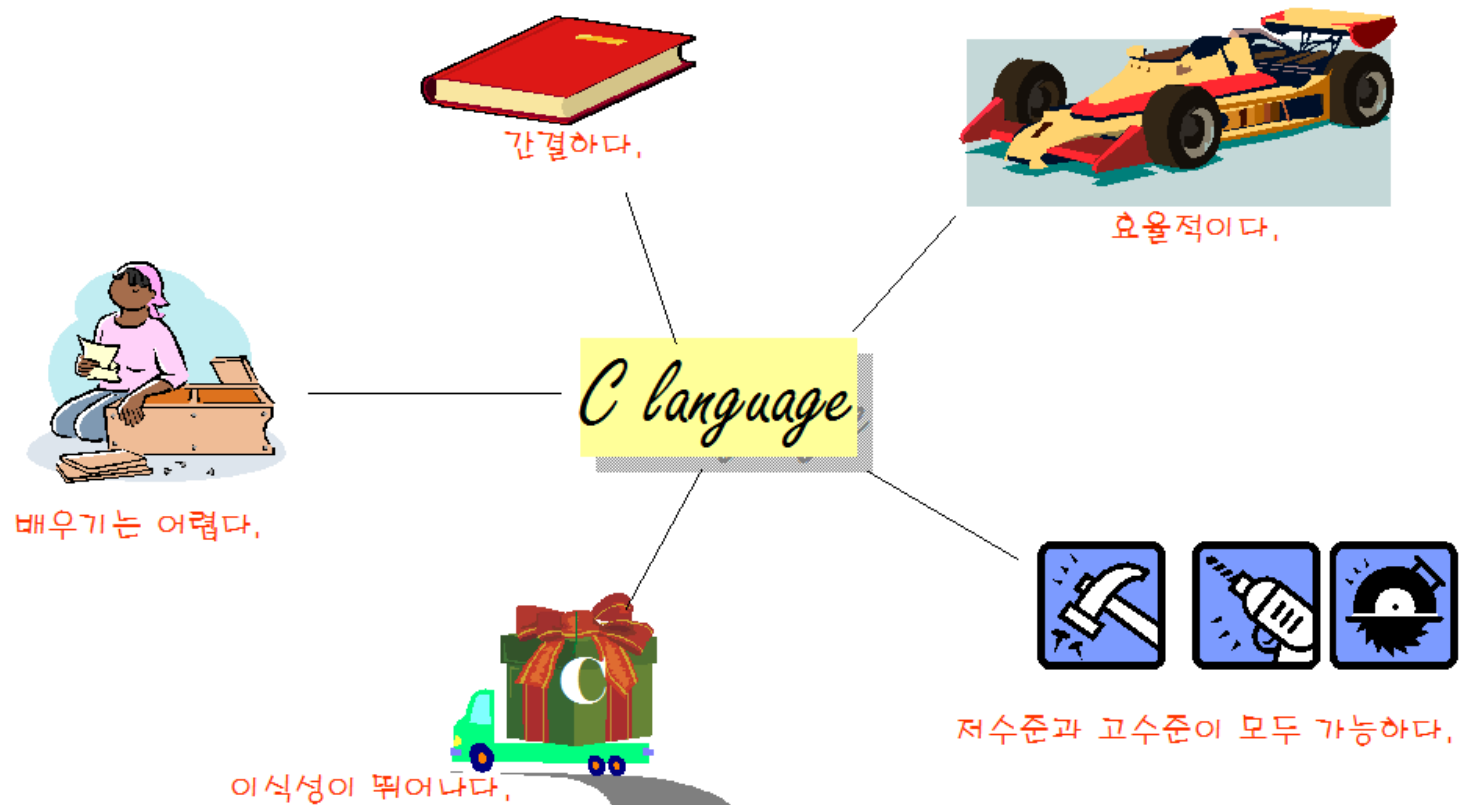 간결하다.
효율적이다.
C language
배우기는 어렵다.
C
저수준과 고수준이 모두 가능하다.
이식성이 뛰어나다.